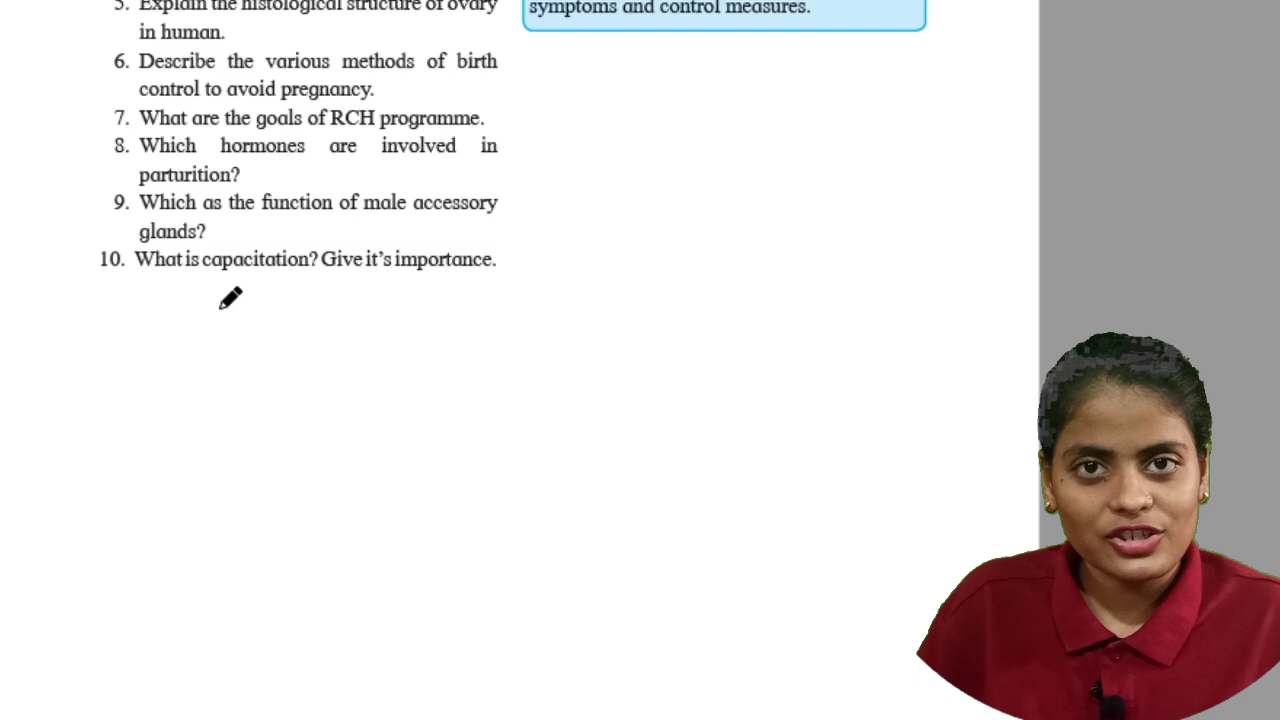 5. Explain the histological structure of ovary
in human.
6. Describe the various methods of birth
control to avoid pregnancy.
7. What are the goals of RCH programme.
8. Which hormones are involved in
parturition?
9. Which as the function of male accessory
glands?
10. What is capacitation? Give it's importance.
symptoms and control measures.